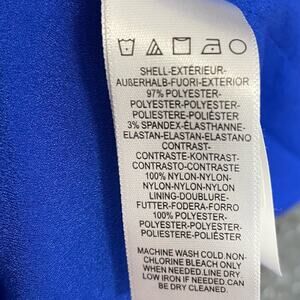 SHELL-EXTÉRIEUR-
AUßERHALB-FUORI-EXTERIOR
97% POLYESTER-
POLYESTER-POLYESTER-
POLIESTERE-POLIÉSTER
3% SPANDEX-ÉLASTHANNE-
ELASTAN-ELASTAN-ELASTANO
CONTRAST-
CONTRASTE-KONTRAST-
CONTRASTO-CONTRASTE
100% NYLON-NYLON-
NYLON-NYLON-NYLON
LINING-DOUBLURE-
FUTTER-FODERA-FORRO
100% POLYESTER-
POLYESTER-POLYESTER-
POLIESTERE-POLIÉSTER
MACHINE WASH COLD.NON-
CHLORINE BLEACH ONLY
WHEN NEEDED.LINE DRY.
LOW IRON IF NEEDED.CAN
BE DRY CLEANED.